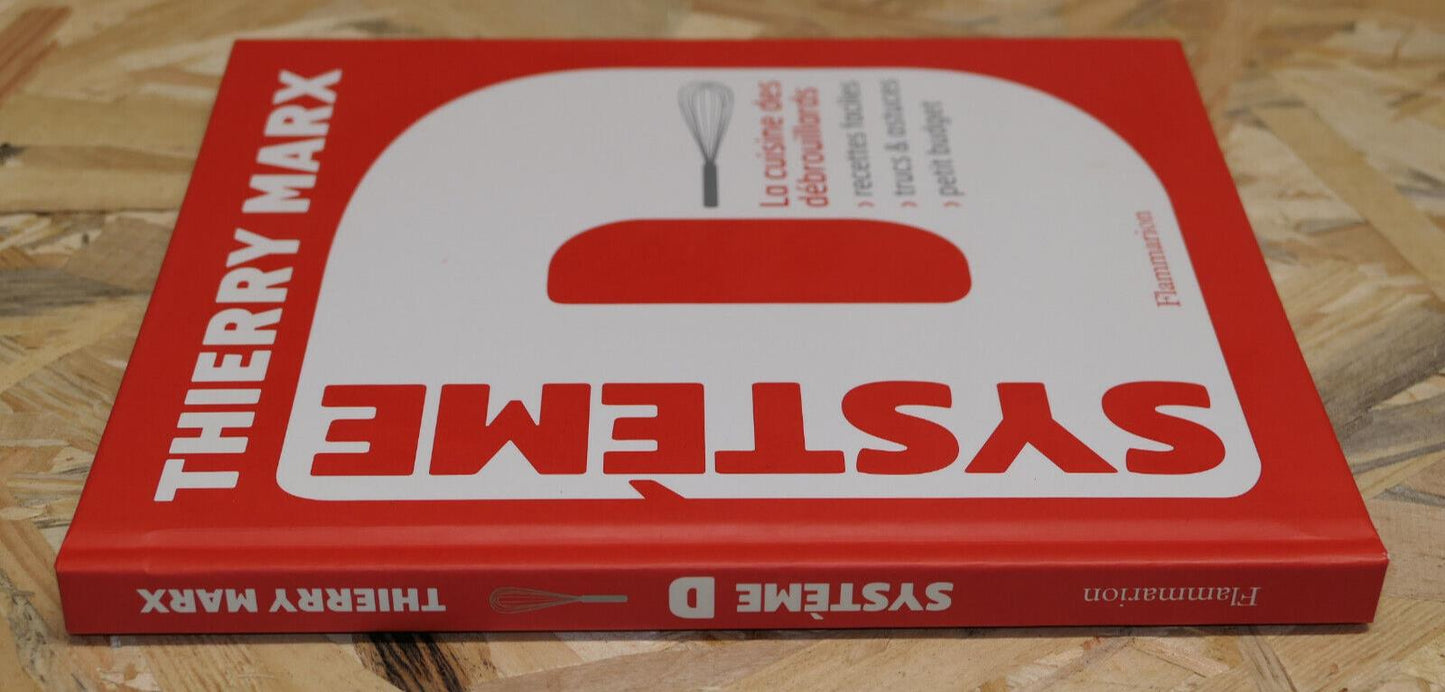 THIERRY MARX
SYSTÈME
D
La cuisine des
débrouillards
› recettes faciles
› trucs & astuces
› petit budget
Flammarion
Flammarion SYSTÈME D THIERRY MARX